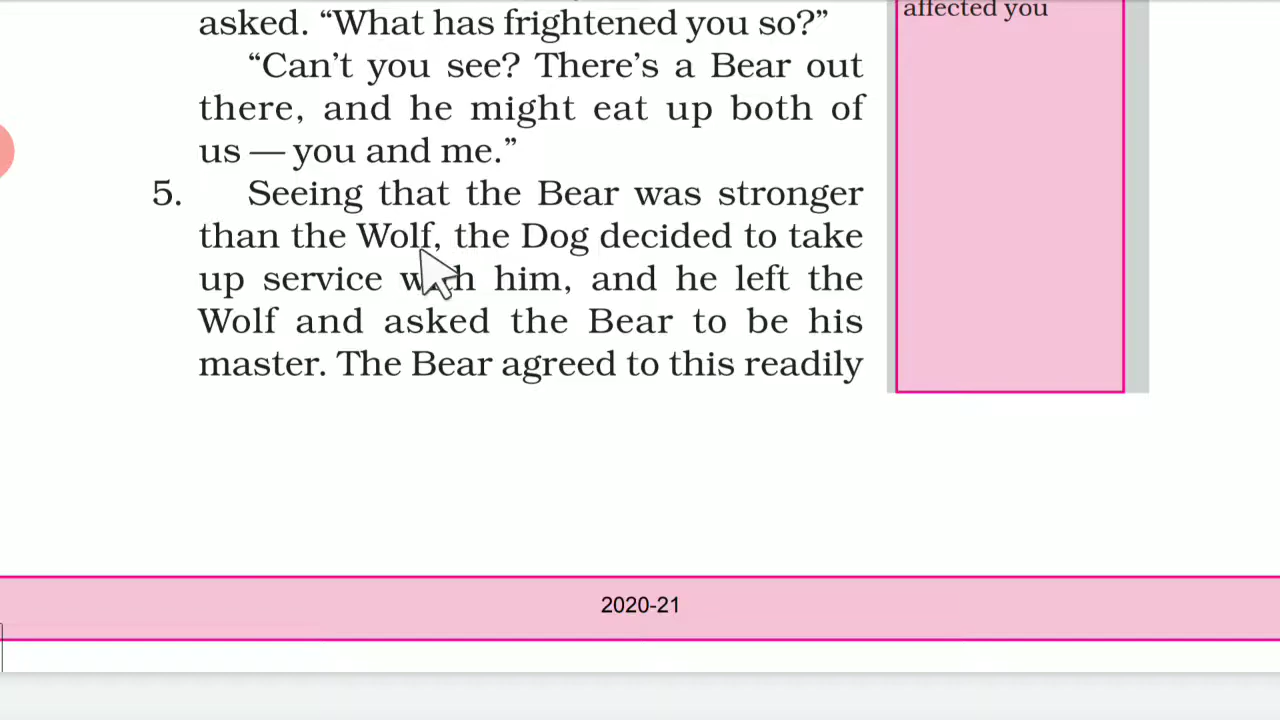 asked. “What has frightened you so?”
affected you
“Can’t you see? There’s a Bear out
there, and he might eat up both of
us — you and me.”
5. Seeing that the Bear was stronger
than the Wolf, the Dog decided to take
up service with him, and he left the
Wolf and asked the Bear to be his
master. The Bear agreed to this readily
2020-21